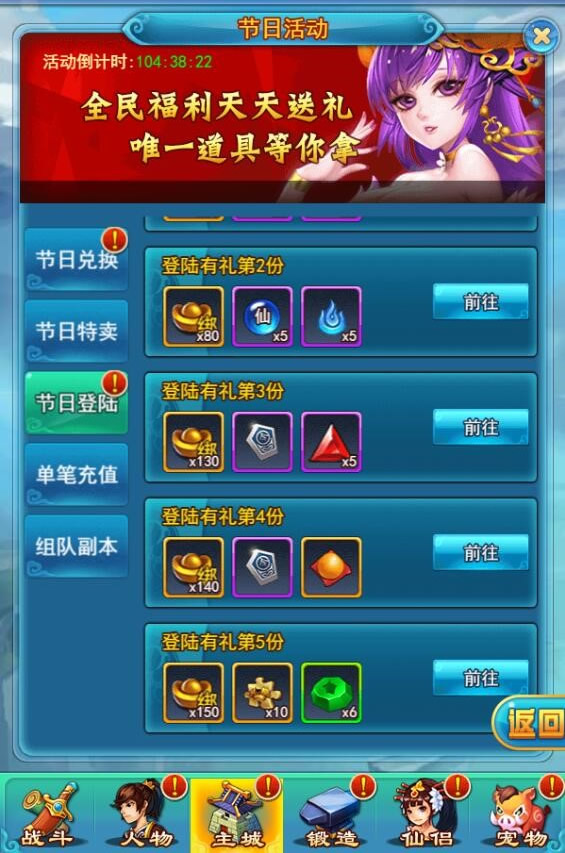 节日活动
活动倒计时:104:38:22
全民福利天天送礼
唯一道具等你拿
节日兑换
节日特卖
节日登陆
单笔充值
组队副本
登陆有礼第2份
绑 x80
仙 x5
x5
前往
登陆有礼第3份
绑 x130
x5
前往
登陆有礼第4份
绑 x140
前往
登陆有礼第5份
绑 x150
x10
x6
前往
返回
战斗
人物
主城
锻造
仙侣
宠物